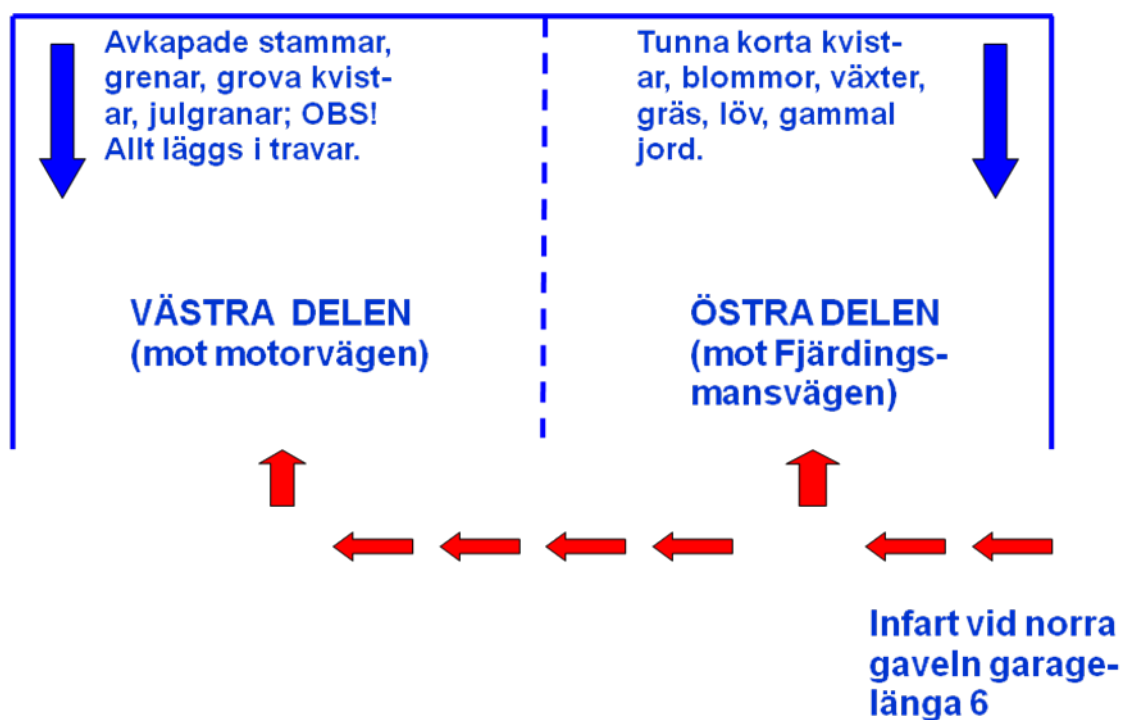 Avkapade stammar,
grenar, grova kvist-
ar, julgranar; OBS!
Allt läggs i travar.
Tunna korta kvist-
ar, blommor, växter,
gräs, löv, gammal
jord.
VÄSTRA DELEN
(mot motorvägen)
ÖSTRA DELEN
(mot Fjärdings-
mansvägen)
Infart vid norra
gaveln garage-
länga 6